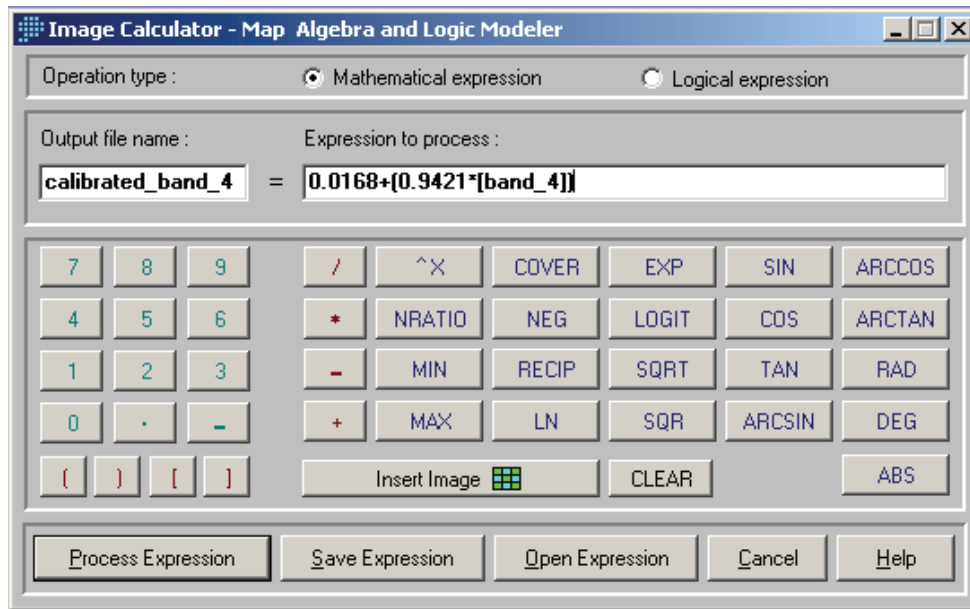 Image Calculator - Map Algebra and Logic Modeler
Operation type : Mathematical expression Logical expression
Output file name : Expression to process :
calibrated_band_4 = 0.0168+(0.9421*[band_4])
7 8 9 / ^X COVER EXP SIN ARCCOS
4 5 6 * NRATIO NEG LOGIT COS ARCTAN
1 2 3 - MIN RECIP SQRT TAN RAD
0 . - + MAX LN SQR ARCSIN DEG
( ) [ ] Insert Image CLEAR ABS
Process Expression Save Expression Open Expression Cancel Help